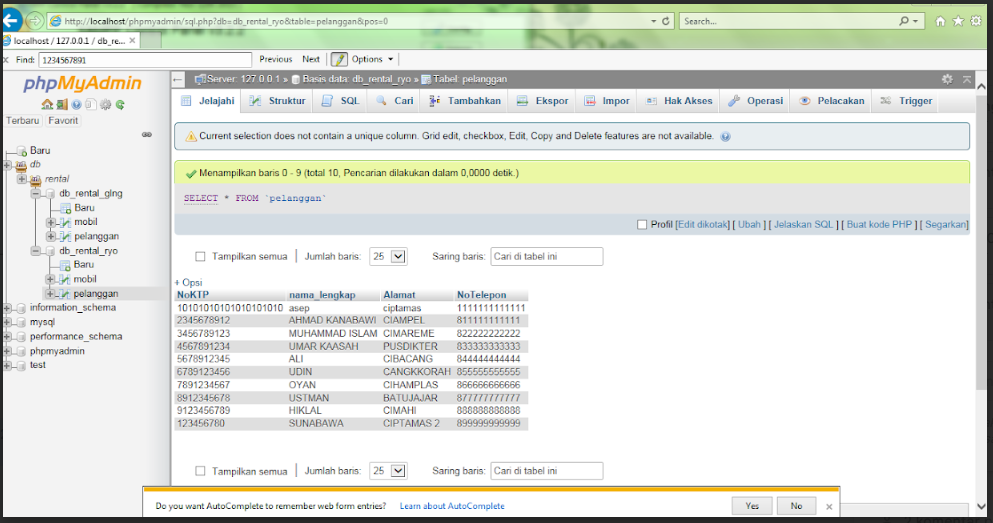 http://localhost/phpmyadmin/sql.php?db=db_rental_ryo&table=pelanggan&pos=0
Search...
localhost / 127.0.0.1 / db_re...
Find: 1234567891 Previous Next Options
phpMyAdmin
Terbaru Favorit
Baru
db
rental
db_rental_glng
Baru
mobil
pelanggan
db_rental_ryo
Baru
mobil
pelanggan
information_schema
mysql
performance_schema
phpmyadmin
test
Server: 127.0.0.1 » Basis data: db_rental_ryo » Tabel: pelanggan
Jelajahi Struktur SQL Cari Tambahkan Ekspor Impor Hak Akses Operasi Pelacakan Trigger
Current selection does not contain a unique column. Grid edit, checkbox, Edit, Copy and Delete features are not available.
Menampilkan baris 0 - 9 (total 10, Pencarian dilakukan dalam 0,0000 detik.)
SELECT * FROM `pelanggan`
Profil [Edit dikotak] [ Ubah ] [ Jelaskan SQL ] [ Buat kode PHP ] [ Segarkan]
Tampilkan semua | Jumlah baris: 25 Saring baris: Cari di tabel ini
+ Opsi
NoKTP nama_lengkap Alamat NoTelepon
10101010101010101010 asep ciptamas 1111111111111
2345678912 AHMAD KANABAWI CIAMPEL 811111111111
3456789123 MUHAMMAD ISLAM CIMAREME 822222222222
4567891234 UMAR KAASAH PUSDIKTER 833333333333
5678912345 ALI CIBACANG 844444444444
6789123456 UDIN CANGKKORAH 855555555555
7891234567 OYAN CIHAMPLAS 866666666666
8912345678 USTMAN BATUJAJAR 877777777777
9123456789 HIKLAL CIMAHI 888888888888
123456780 SUNABAWA CIPTAMAS 2 899999999999
Tampilkan semua | Jumlah baris: 25 Saring baris: Cari di tabel ini
Do you want AutoComplete to remember web form entries? Learn about AutoComplete Yes No